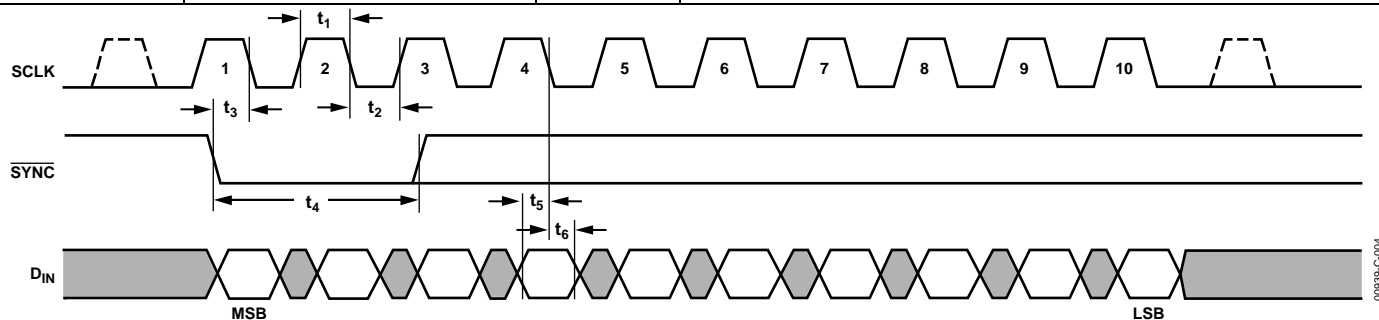 t1
SCLK
1 2 3 4 5 6 7 8 9 10
t3 t2
SYNC
t4
t5
t6
DIN
MSB LSB
00939-C-004